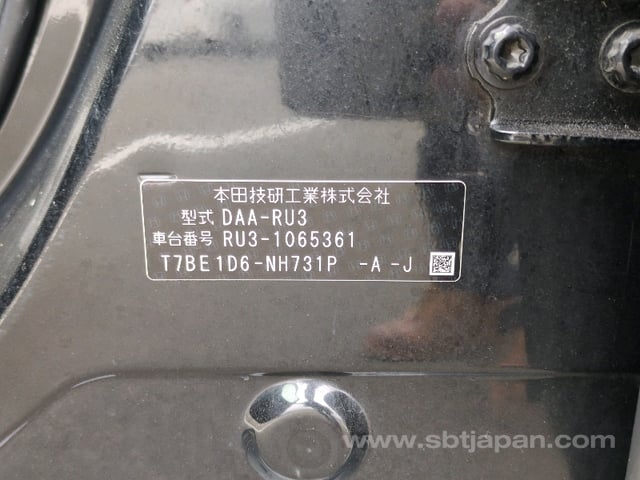 本田技研工業株式会社
型式 DAA-RU3
車台番号 RU3-1065361
T7BE1D6-NH731P -A -J
www.sbtjapan.com